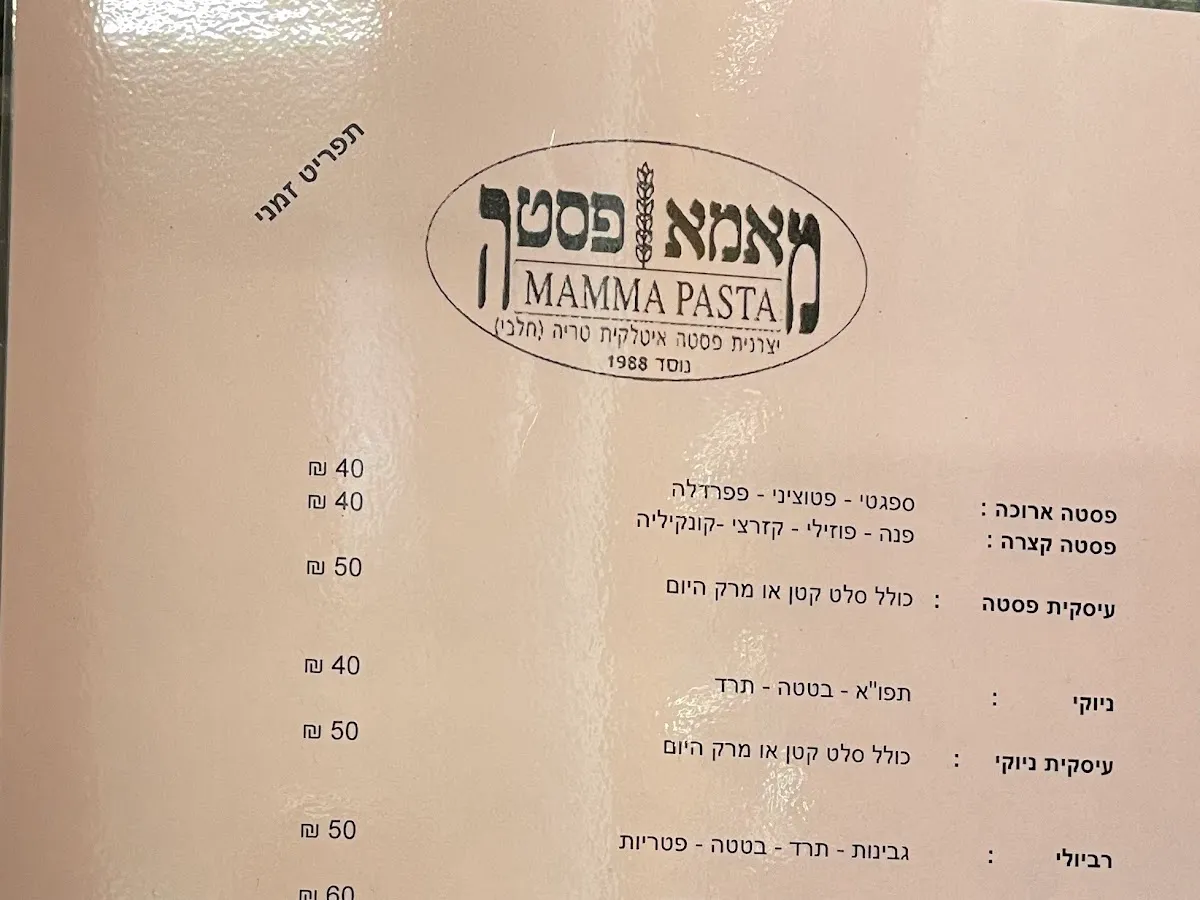 תפריט זמני
מאמא פסטה
MAMMA PASTA
יצרנית פסטה איטלקית טריה (חלבי)
נוסד 1988
פסטה ארוכה : ספגטי - פטוציני - פפרדלה 40 ₪
פסטה קצרה : פנה - פוזילי - קזרצי -קונקיליה 40 ₪
עיסקית פסטה : כולל סלט קטן או מרק היום 50 ₪
ניוקי : תפו"א - בטטה - תרד 40 ₪
עיסקית ניוקי : כולל סלט קטן או מרק היום 50 ₪
רביולי : גבינות - תרד - בטטה - פטריות 50 ₪
60 ₪